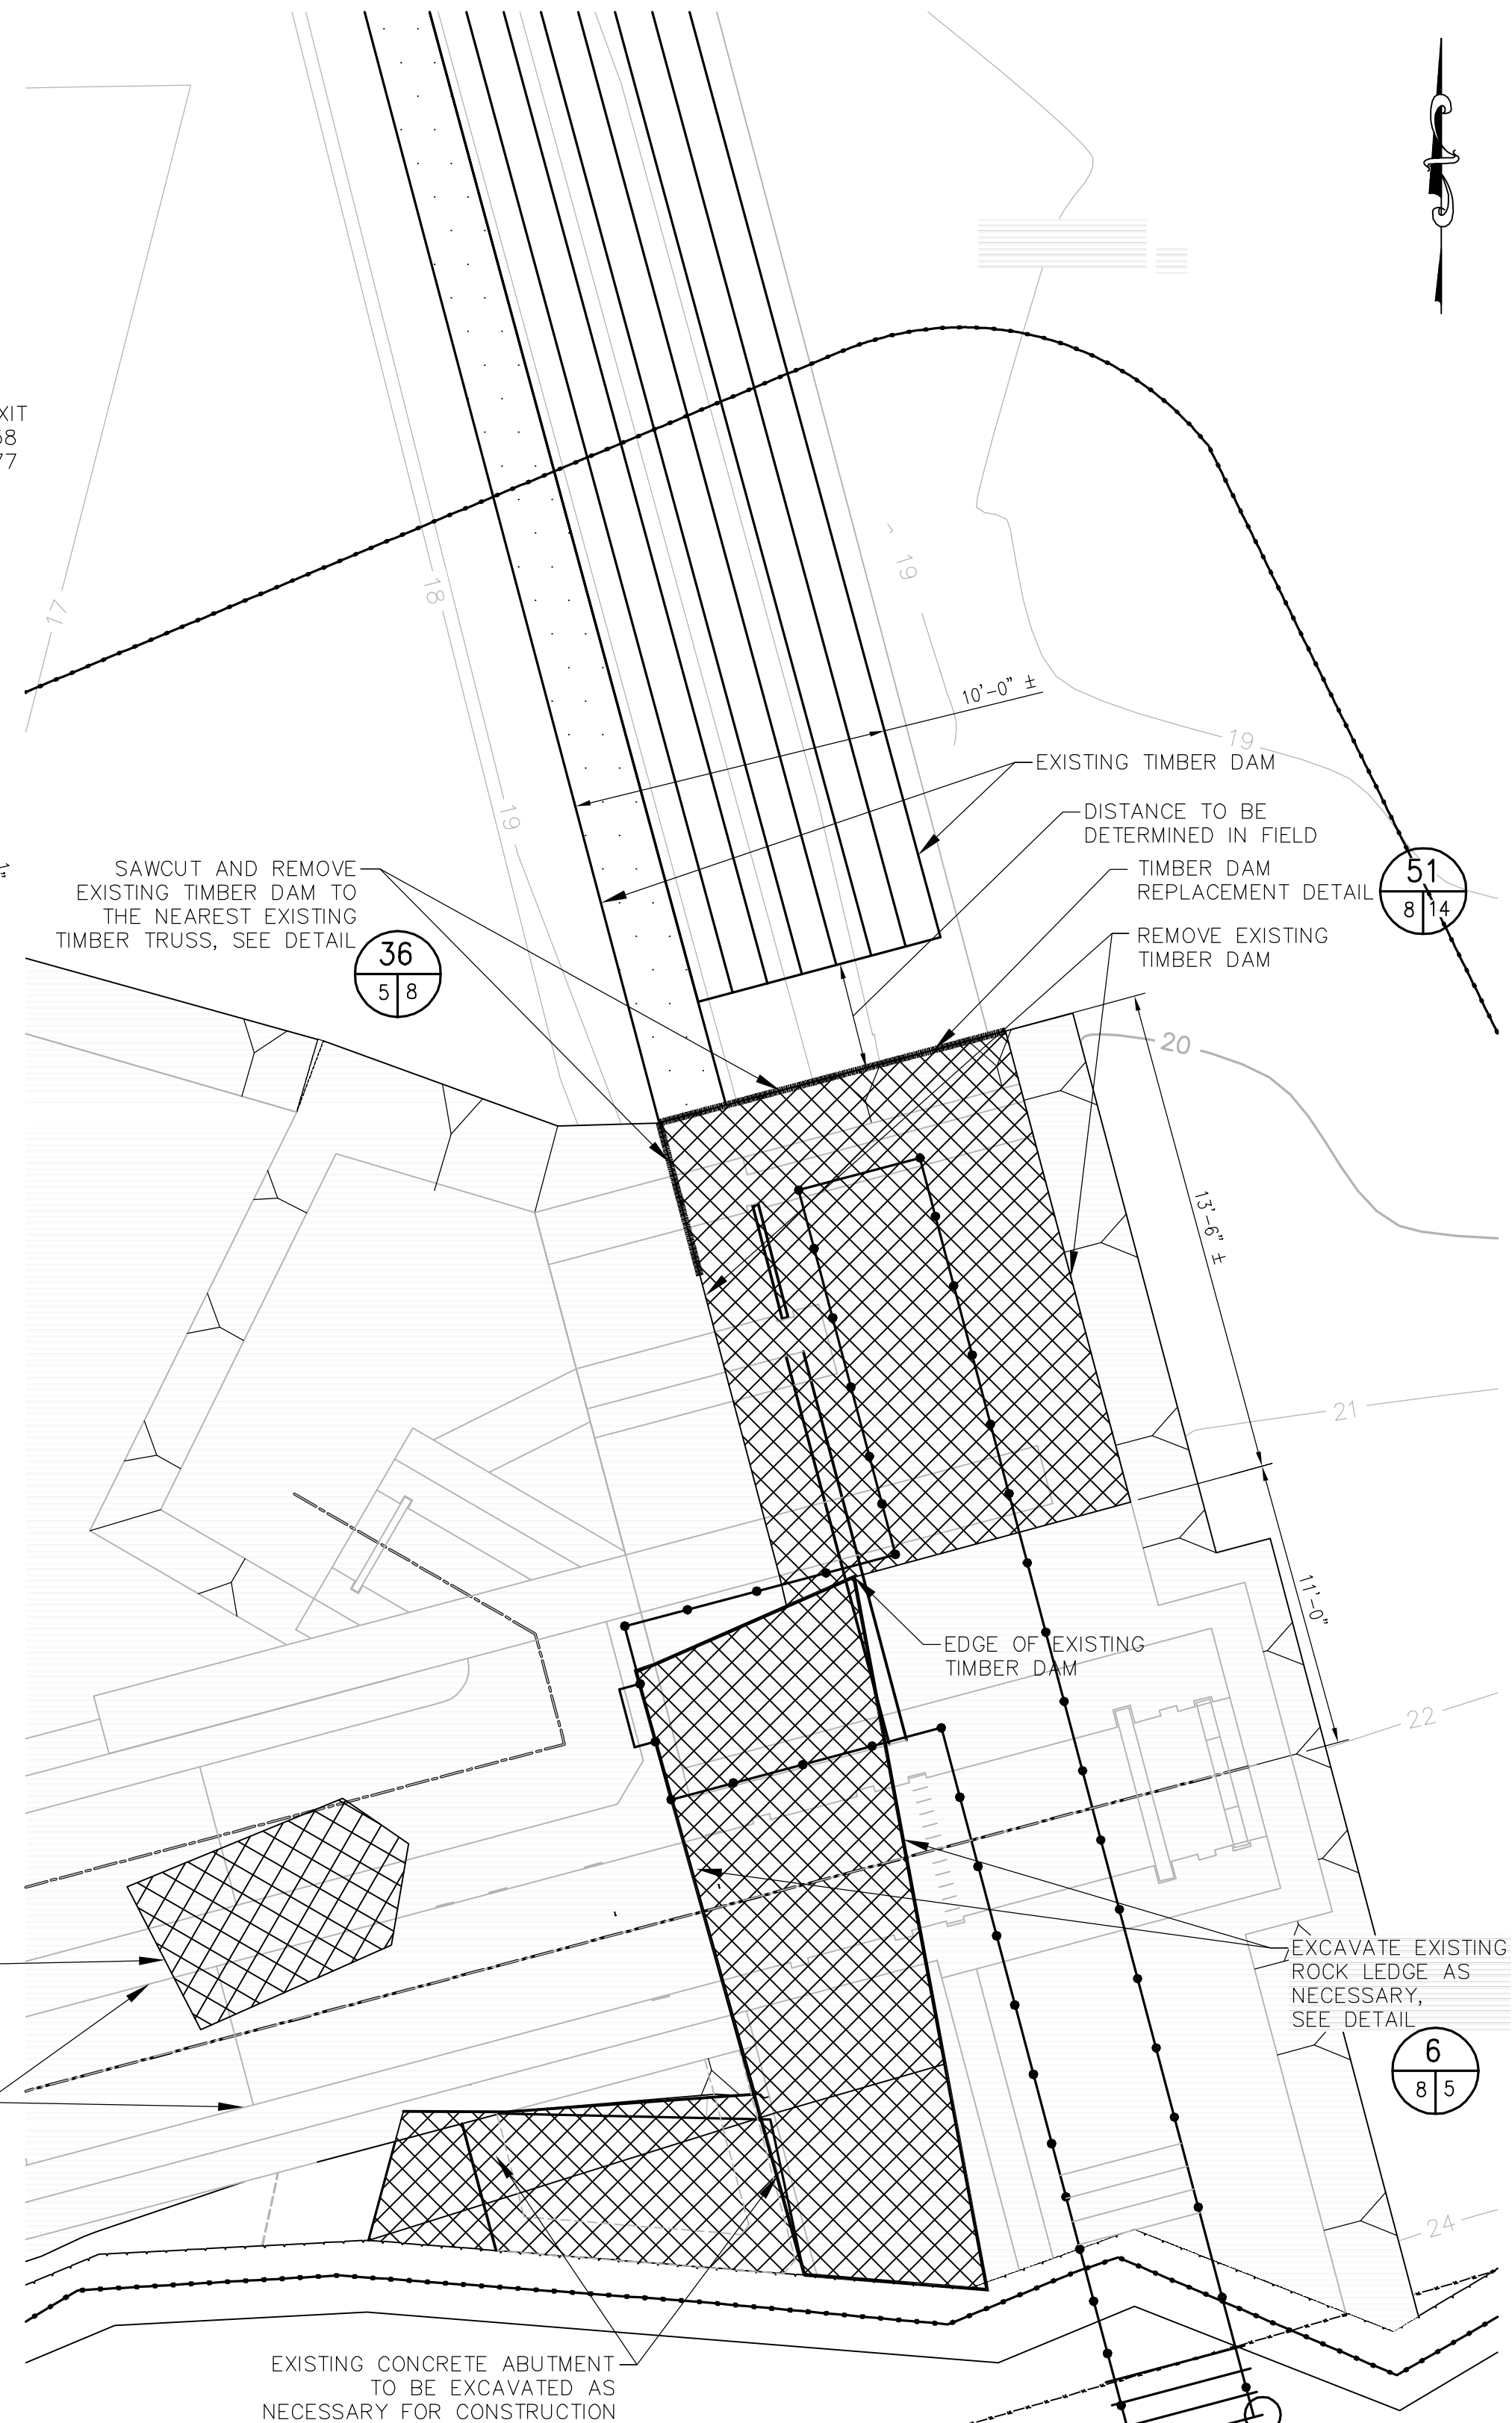 XIT
68
77
17
18
19
19
10'-0" ±
19
EXISTING TIMBER DAM
DISTANCE TO BE
DETERMINED IN FIELD
TIMBER DAM
REPLACEMENT DETAIL
51
8 14
REMOVE EXISTING
TIMBER DAM
1"
SAWCUT AND REMOVE
EXISTING TIMBER DAM TO
THE NEAREST EXISTING
TIMBER TRUSS, SEE DETAIL
36
5 8
20
13'-6" ±
21
11'-0"
EDGE OF EXISTING
TIMBER DAM
22
EXCAVATE EXISTING
ROCK LEDGE AS
NECESSARY,
SEE DETAIL
6
8 5
24
EXISTING CONCRETE ABUTMENT
TO BE EXCAVATED AS
NECESSARY FOR CONSTRUCTION